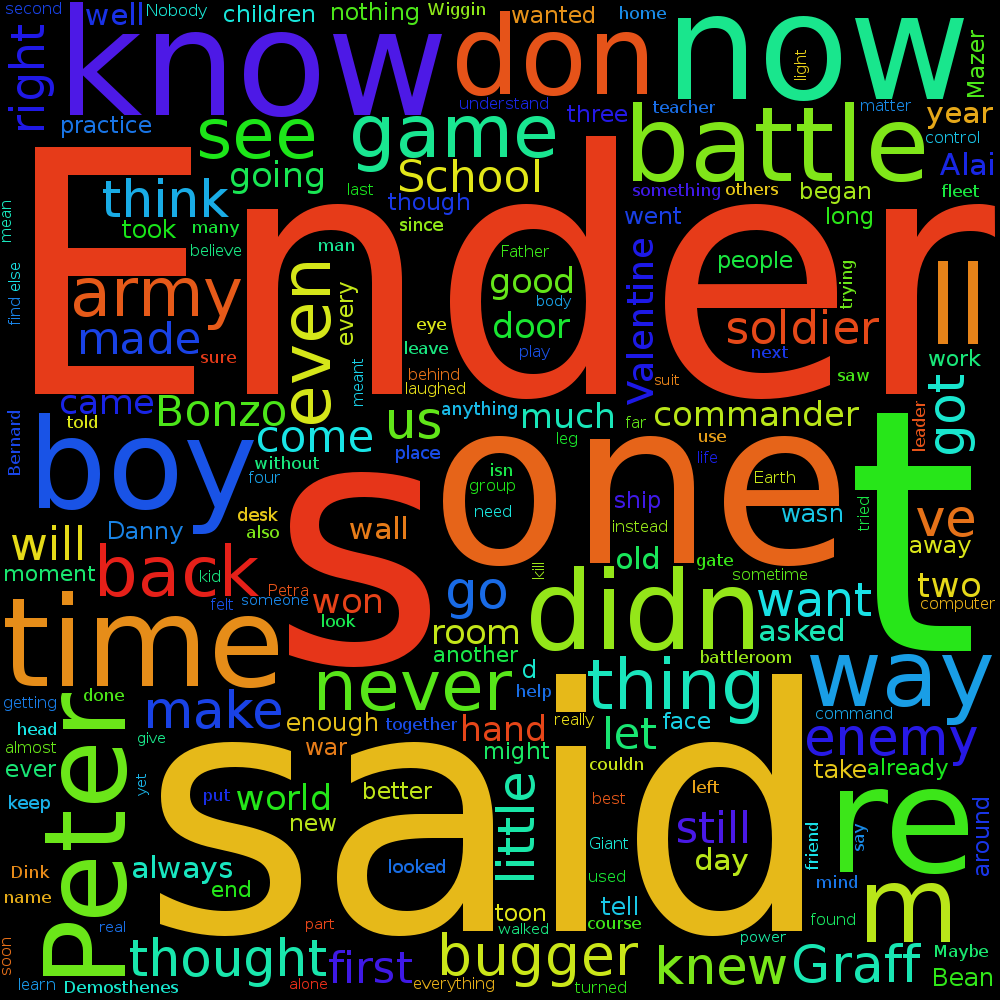 second
well
Nobody
children
nothing
Wiggin
wanted
home
know
don
now
light
Mazer
right
understand
three
teacher
matter
year
practice
see
game
battle
control
Alai
going
School
think
last
though
something
others
began
fleet
took
many
since
went
long
mean
believe
man
Father
people
Ender
find
else
army
even
every
good
body
door
Valentine
trying
soldier
ll
made
sure
eye
leave
play
next
work
behind
laughed
meant
suit
saw
got
came
told
Bonzo
us
anything
much
far
commander
leader
Bernard
boy
come
without
four
place
leg
use
life
one
t
isn
group
need
Earth
ship
instead
wasn
tried
ve
desk
also
Danny
wall
will
moment
back
kid
old
gate
away
sometime
kill
two
computer
Petra
felt
someone
won
look
s
go
didn
want
time
room
another
asked
battleroom
d
help
never
thing
way
getting
done
make
enough
together
hand
really
let
face
command
head
almost
give
war
might
couldn
enemy
ever
Peter
yet
keep
put
world
better
new
little
best
left
take
already
re
said
always
looked
Giant
still
day
friend
say
around
Dink
name
end
used
mind
real
part
toon
walked
tell
course
found
m
power
soon
learn
Demosthenes
thought
first
alone
everything
bugger
turned
knew
Graff
Maybe
Bean